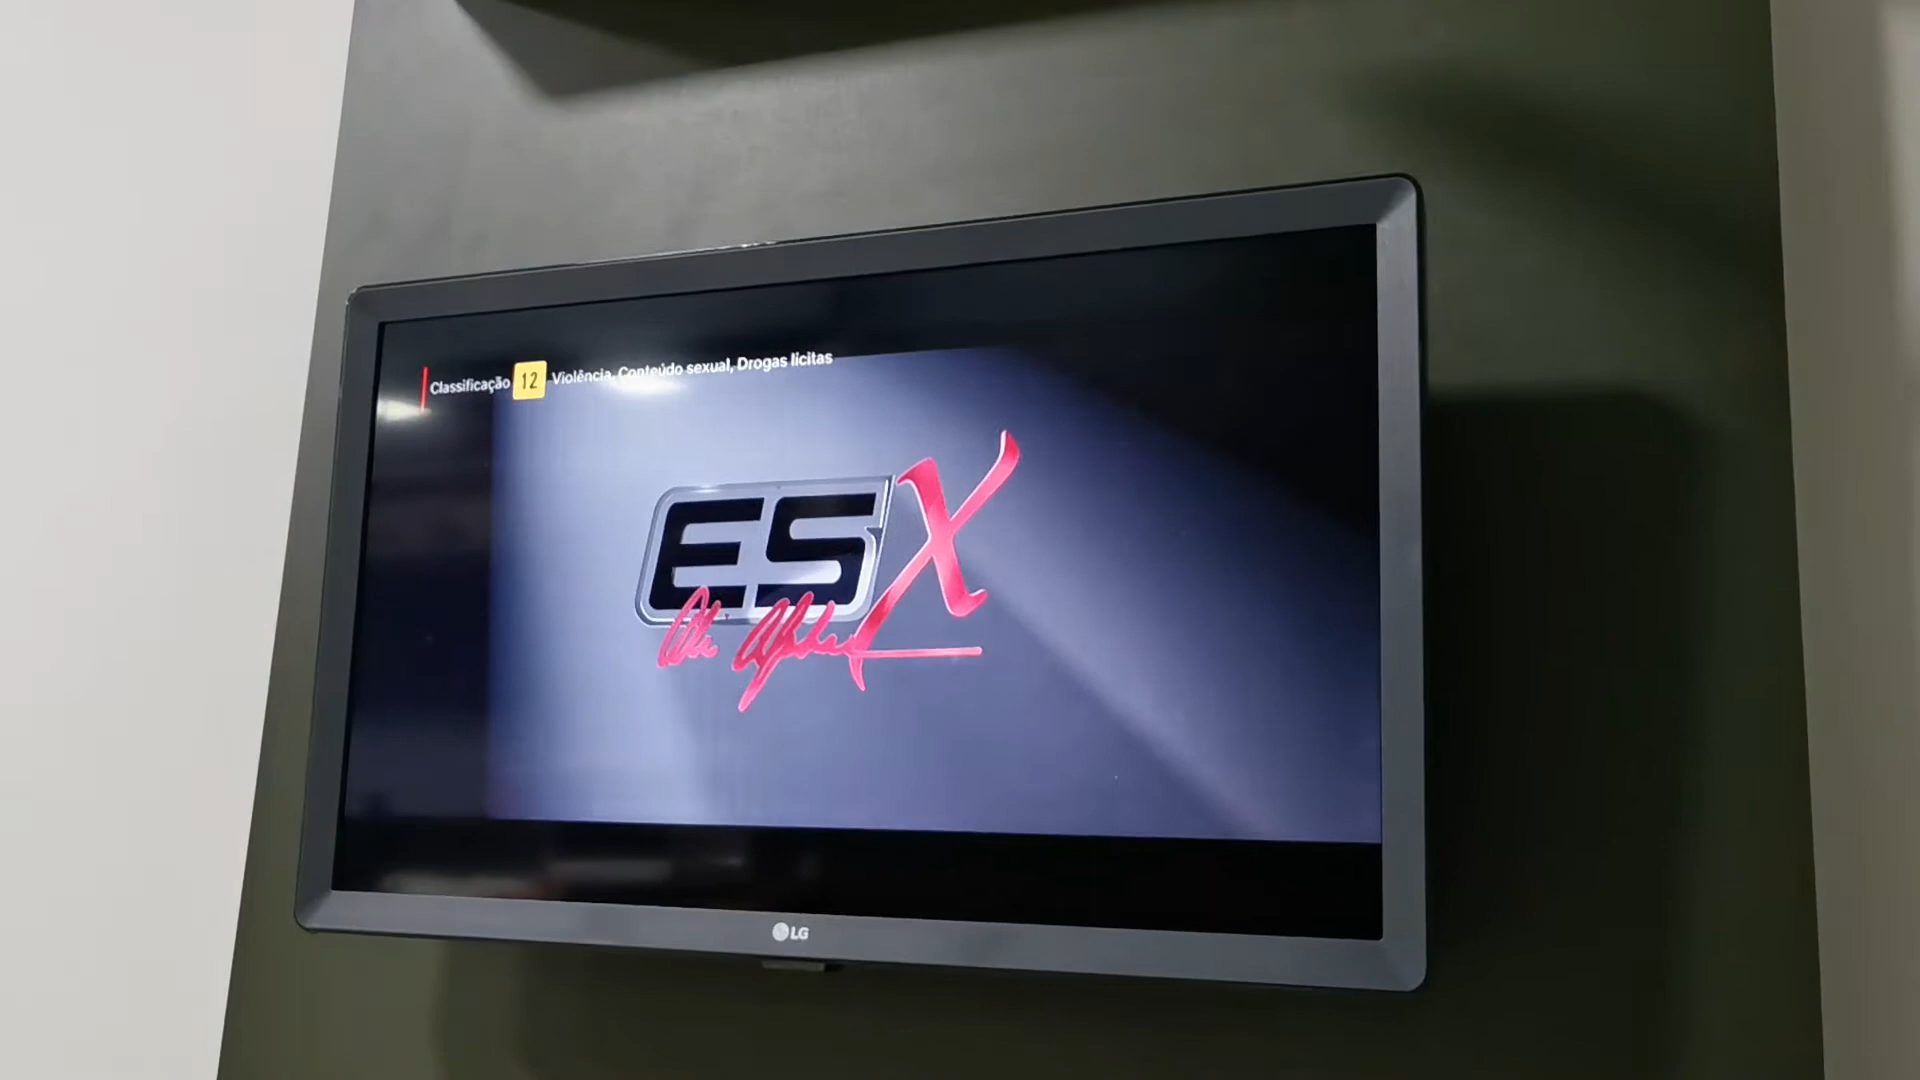 Classificação 12 Violência, Conteúdo sexual, Drogas lícitas
ESX
LG